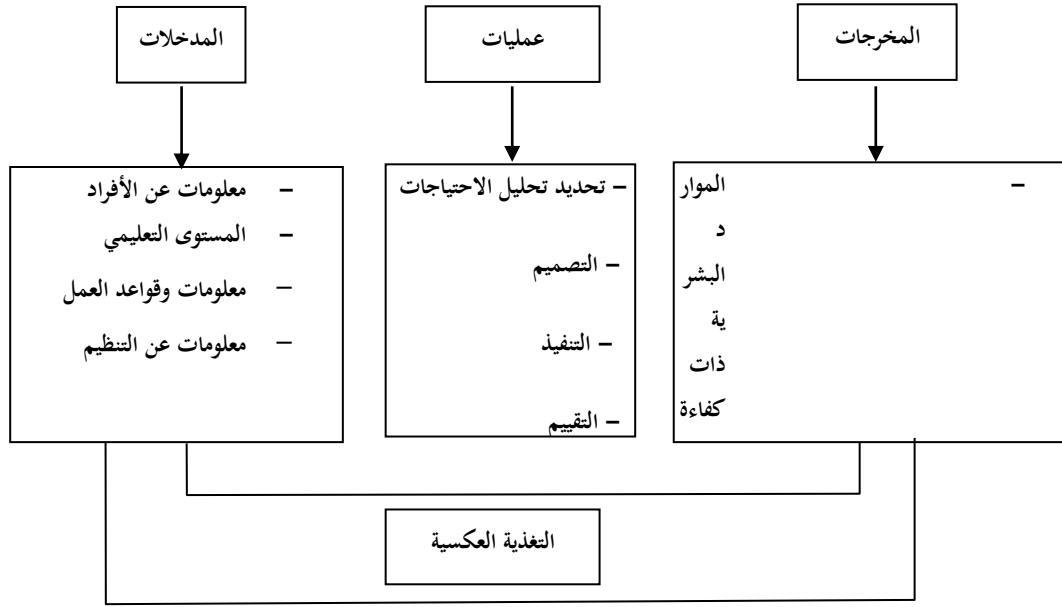 المدخلات
عمليات
المخرجات
– معلومات عن الأفراد
– المستوى التعليمي
– معلومات وقواعد العمل
– معلومات عن التنظيم
– تحديد تحليل الاحتياجات
– التصميم
– التنفيذ
– التقييم
– الموار
د
البشر
ية
ذات
كفاءة
التغذية العكسية